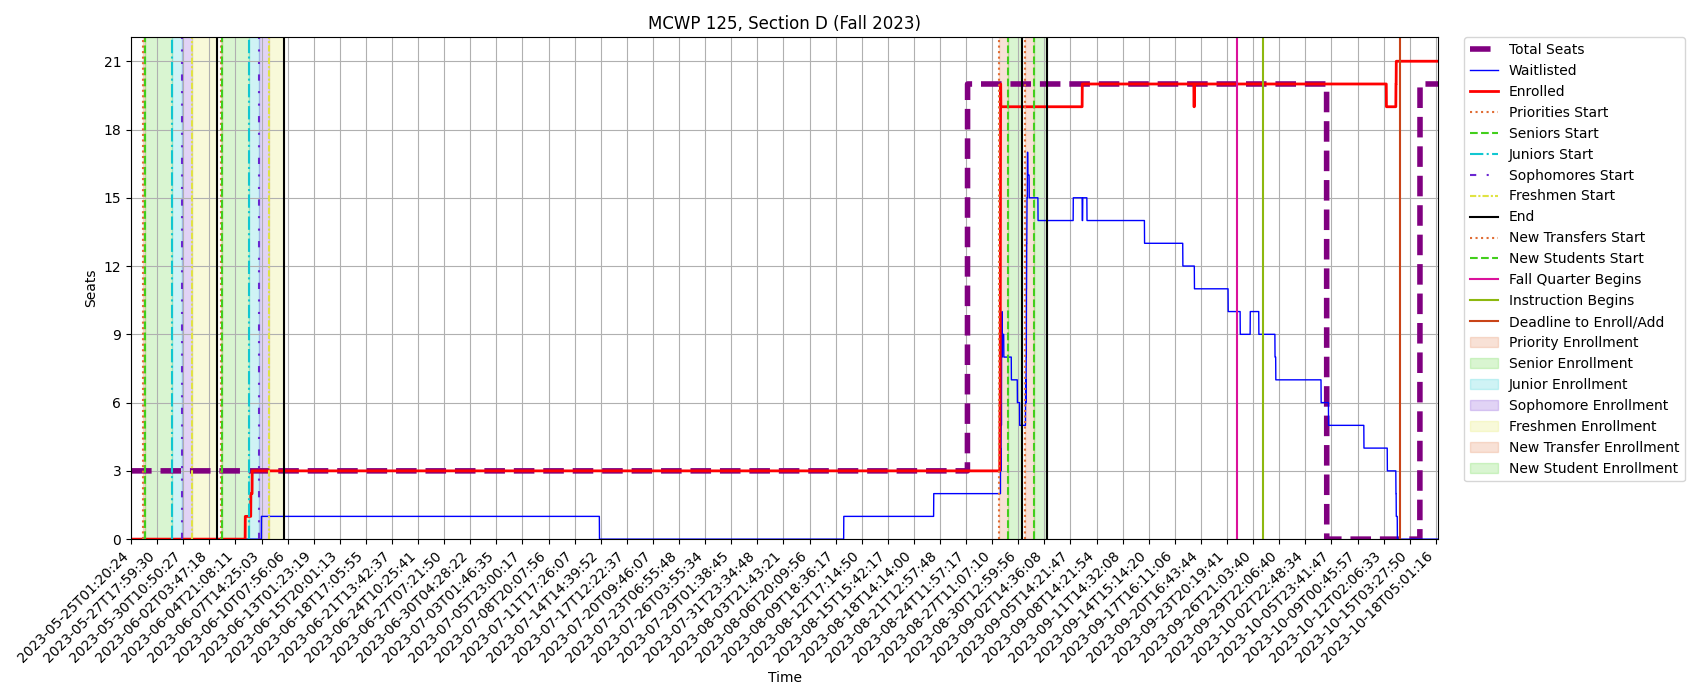 MCWP 125, Section D (Fall 2023)
Seats
21
18
15
12
9
6
3
0
2023-05-25T01:20:24
2023-05-27T17:59:30
2023-05-30T10:50:27
2023-06-02T03:47:18
2023-06-04T21:08:11
2023-06-07T14:25:03
2023-06-10T07:56:06
2023-06-13T01:23:19
2023-06-15T20:01:13
2023-06-18T17:05:55
2023-06-21T13:42:37
2023-06-24T10:25:41
2023-06-27T07:21:50
2023-06-30T04:28:22
2023-07-03T01:46:35
2023-07-05T23:00:17
2023-07-08T20:07:56
2023-07-11T17:26:07
2023-07-14T14:39:52
2023-07-17T12:22:37
2023-07-20T09:46:07
2023-07-23T06:55:48
2023-07-26T03:55:34
2023-07-29T01:38:45
2023-07-31T23:34:48
2023-08-03T21:43:21
2023-08-06T20:09:56
2023-08-09T18:36:17
2023-08-12T17:14:50
2023-08-15T15:42:17
2023-08-18T14:14:00
2023-08-21T12:57:48
2023-08-24T11:57:17
2023-08-27T11:07:10
2023-08-30T12:59:56
2023-09-02T14:36:08
2023-09-05T14:21:47
2023-09-08T14:21:54
2023-09-11T14:32:08
2023-09-14T15:14:20
2023-09-17T16:11:06
2023-09-20T16:43:44
2023-09-23T20:19:41
2023-09-26T21:03:40
2023-09-29T22:06:40
2023-10-02T22:48:34
2023-10-05T23:41:47
2023-10-09T00:45:57
2023-10-12T02:06:33
2023-10-15T03:27:50
2023-10-18T05:01:16
Time
Total Seats
Waitlisted
Enrolled
Priorities Start
Seniors Start
Juniors Start
Sophomores Start
Freshmen Start
End
New Transfers Start
New Students Start
Fall Quarter Begins
Instruction Begins
Deadline to Enroll/Add
Priority Enrollment
Senior Enrollment
Junior Enrollment
Sophomore Enrollment
Freshmen Enrollment
New Transfer Enrollment
New Student Enrollment